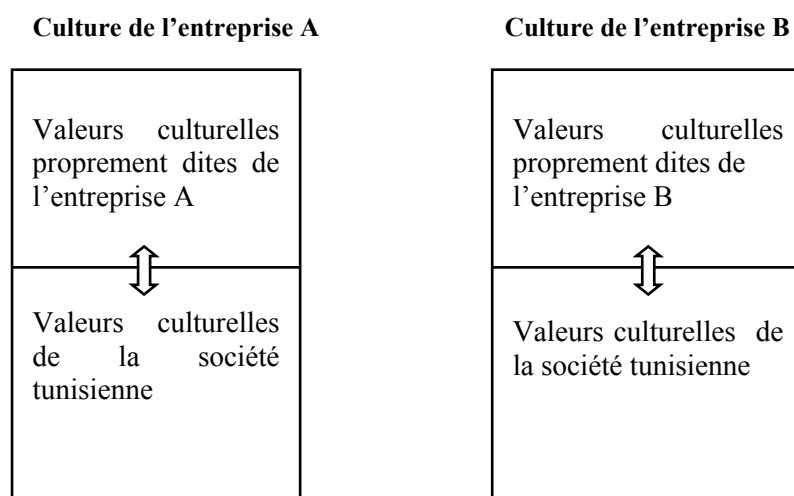 Culture de l’entreprise A
Valeurs culturelles
proprement dites de
l’entreprise A
Valeurs culturelles
de la société
tunisienne
Culture de l’entreprise B
Valeurs culturelles
proprement dites de
l’entreprise B
Valeurs culturelles de
la société tunisienne